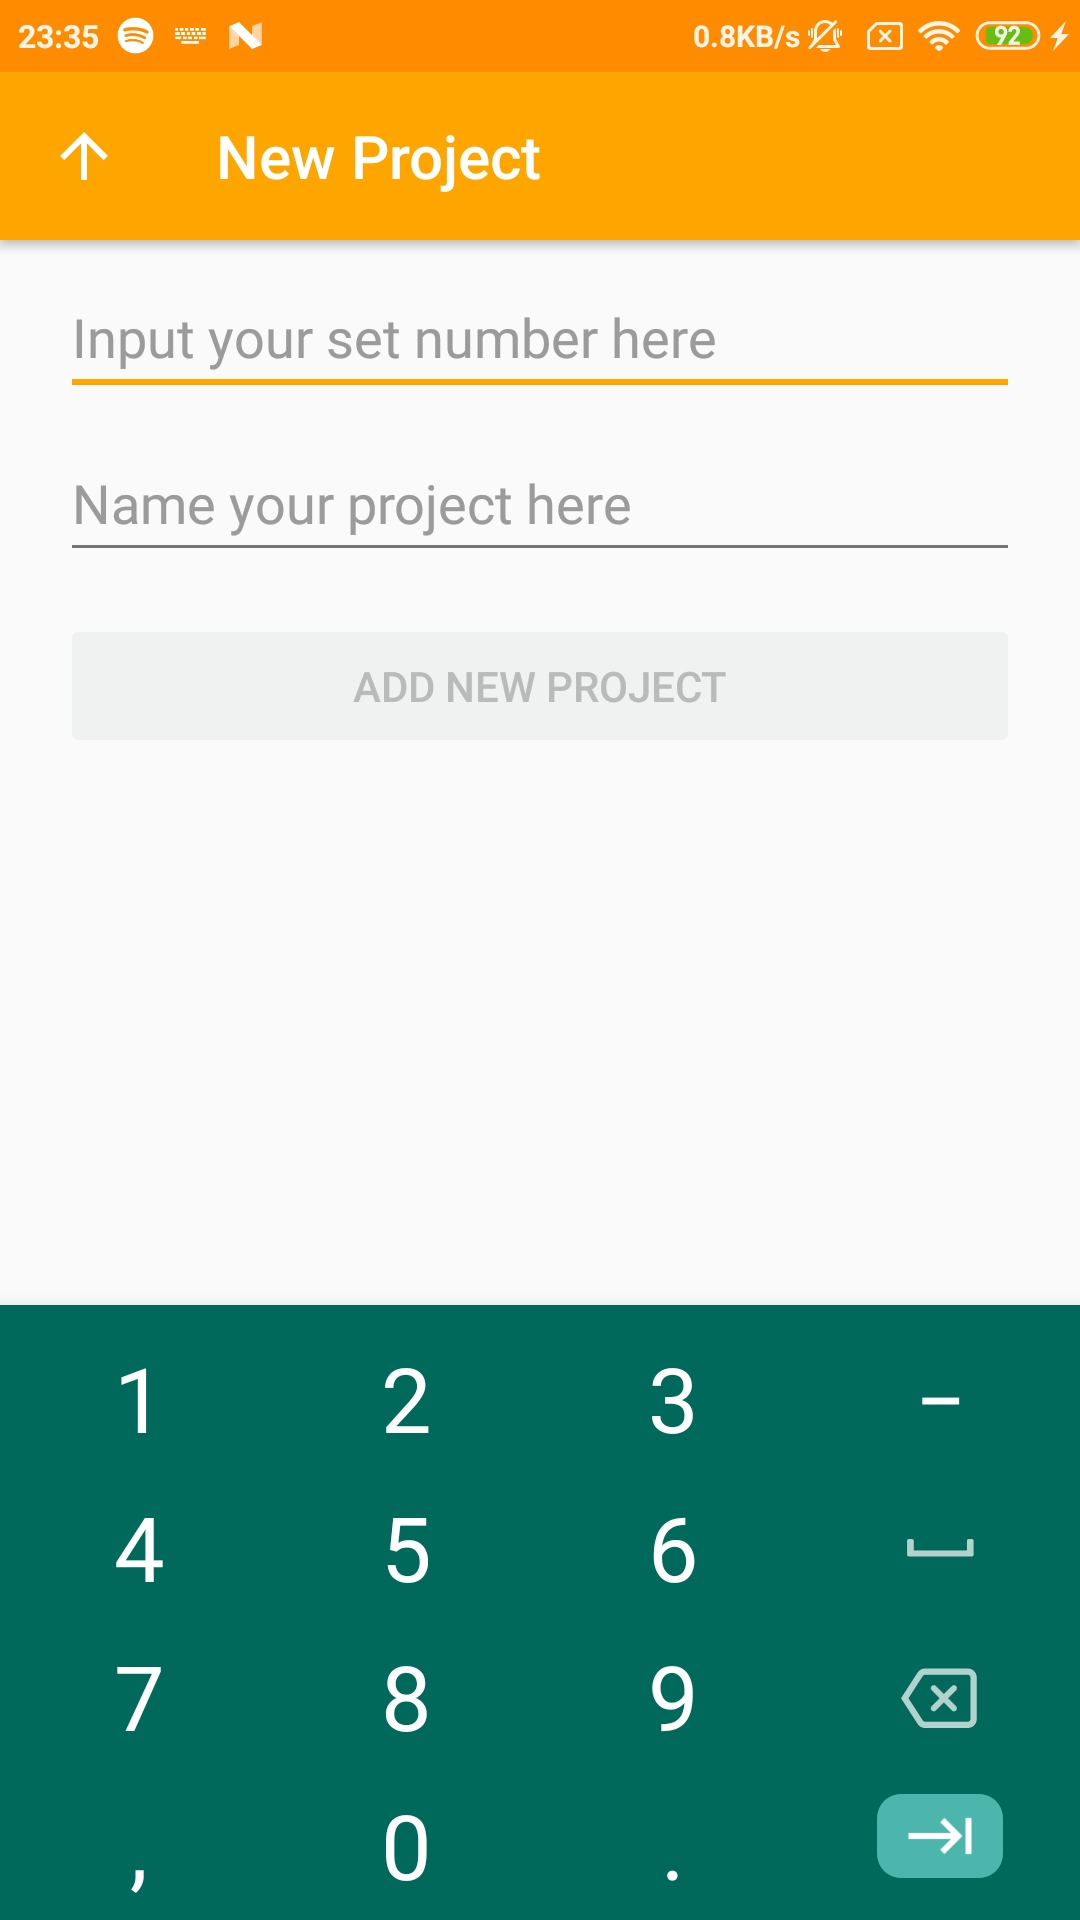 23:35 0.8KB/s 92
New Project
Input your set number here
Name your project here
ADD NEW PROJECT
1 2 3 –
4 5 6
7 8 9
, 0 .